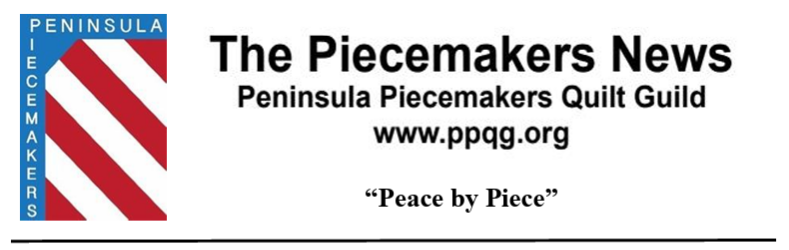 PENINSULA
PIECEMAKERS
The Piecemakers News
Peninsula Piecemakers Quilt Guild
www.ppqg.org
“Peace by Piece”